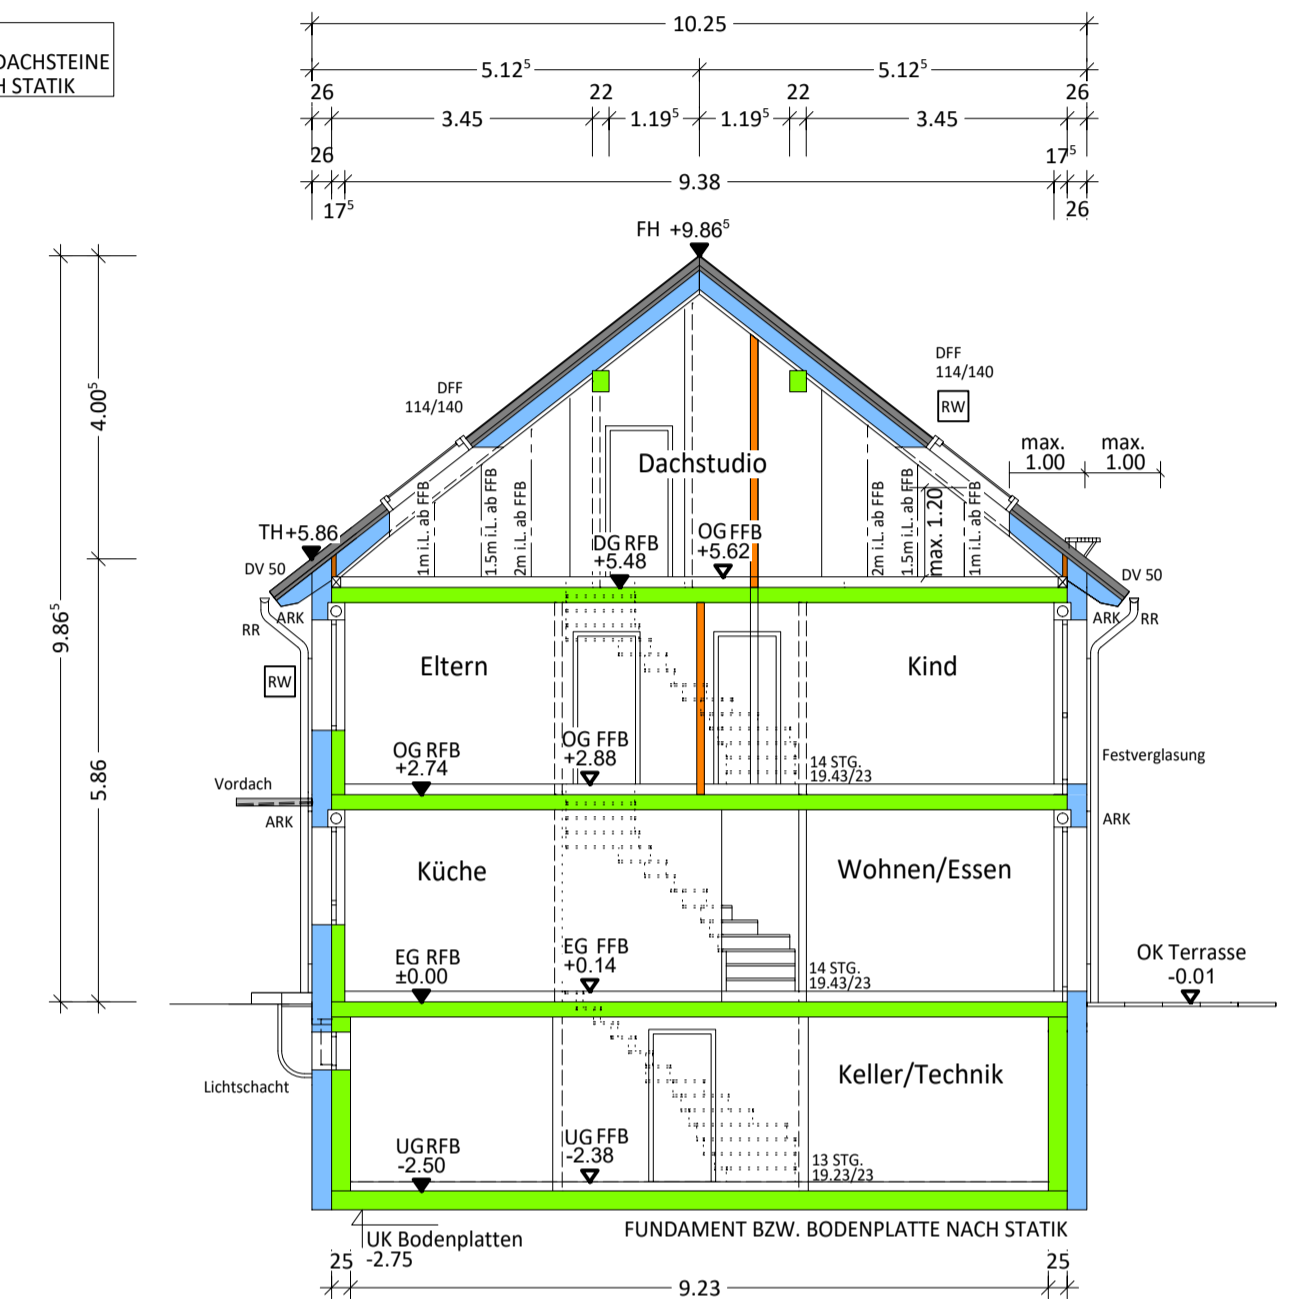 DACHSTEINE
H STATIK
10.25
5.12⁵ 5.12⁵
26 22 22 26
3.45 1.19⁵ 1.19⁵ 3.45
26 17⁵
9.38
17⁵ 26
FH +9.86⁵
4.00⁵
9.86⁵
5.86
DFF
114/140
DFF
114/140
RW
max.
1.00
max.
1.00
Dachstudio
1m i.L. ab FFB
1.5m i.L. ab FFB
2m i.L. ab FFB
2m i.L. ab FFB
1.5m i.L. ab FFB
max. 1.20
1m i.L. ab FFB
TH+5.86
DG RFB
+5.48
OG FFB
+5.62
DV 50
DV 50
ARK
RR
ARK
RR
RW
Eltern
Kind
OG RFB
+2.74
OG FFB
+2.88
14 STG.
19.43/23
Festverglasung
Vordach
ARK
ARK
Küche
Wohnen/Essen
EG RFB
±0.00
EG FFB
+0.14
14 STG.
19.43/23
OK Terrasse
-0.01
Lichtschacht
Keller/Technik
UG RFB
-2.50
UG FFB
-2.38
13 STG.
19.23/23
UK Bodenplatten
-2.75
FUNDAMENT BZW. BODENPLATTE NACH STATIK
25 25
9.23